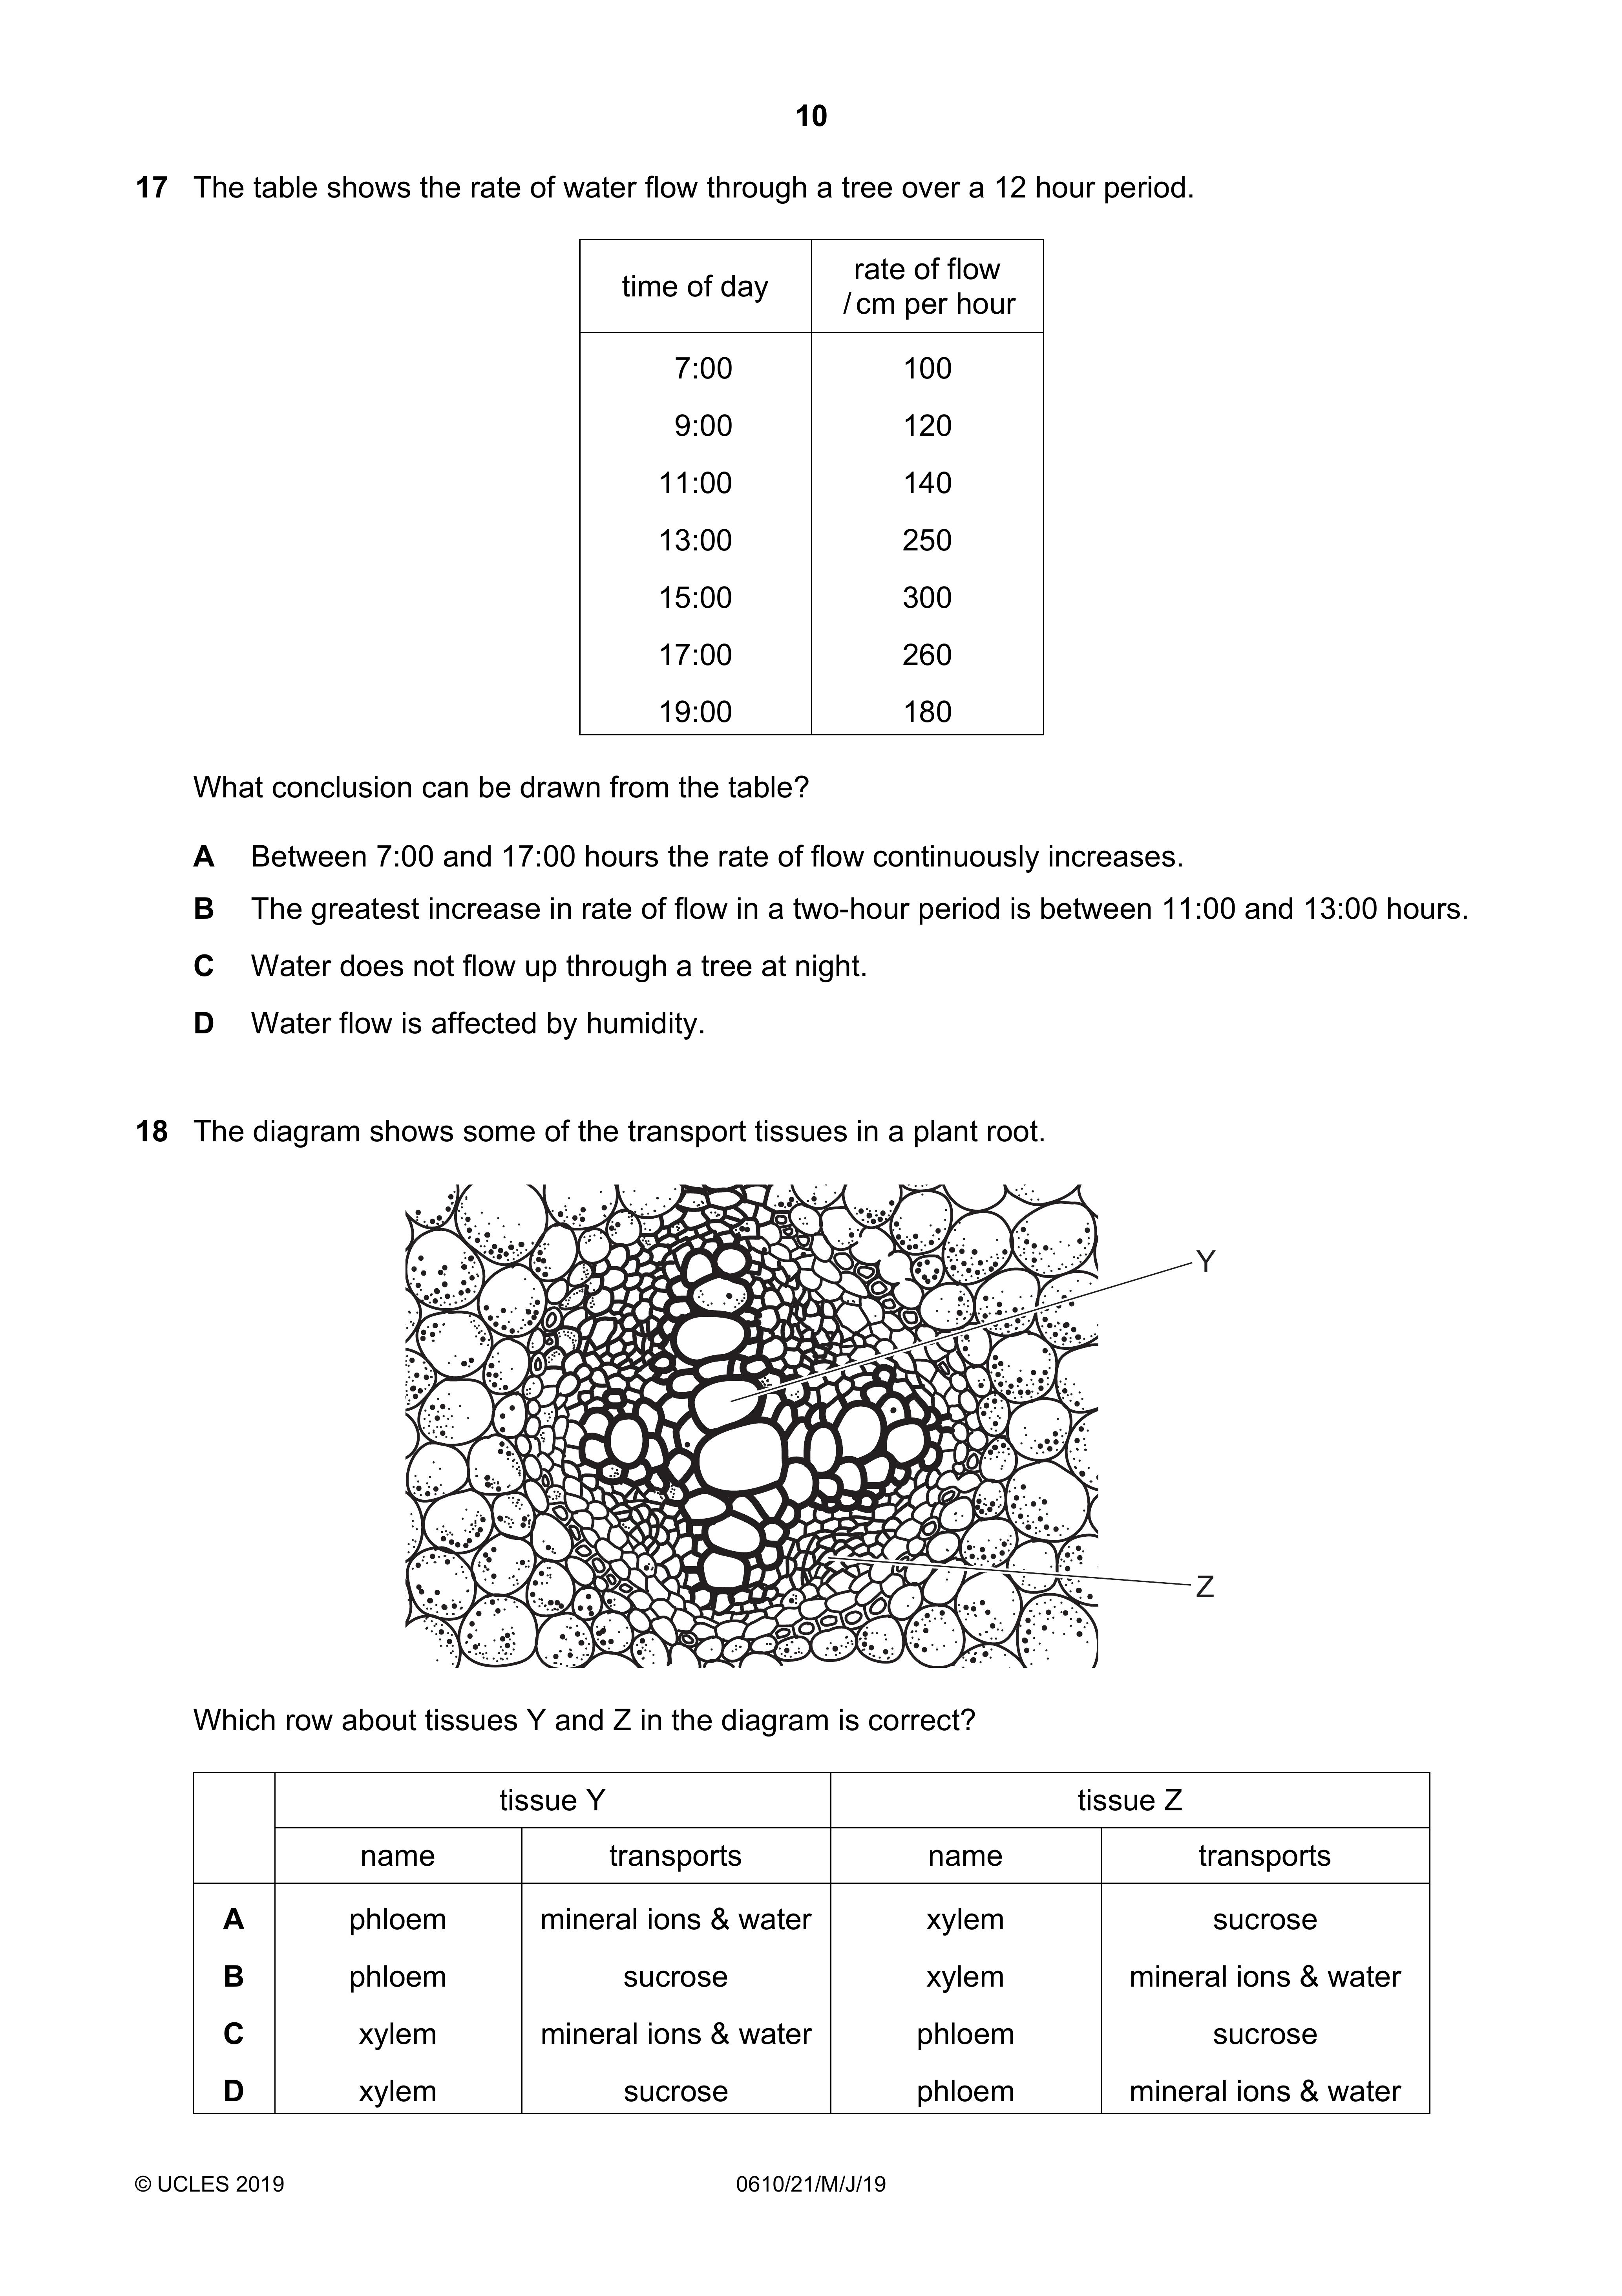 10
17 The table shows the rate of water flow through a tree over a 12 hour period.
time of day rate of flow / cm per hour
7:00 100
9:00 120
11:00 140
13:00 250
15:00 300
17:00 260
19:00 180
What conclusion can be drawn from the table?
A Between 7:00 and 17:00 hours the rate of flow continuously increases.
B The greatest increase in rate of flow in a two-hour period is between 11:00 and 13:00 hours.
C Water does not flow up through a tree at night.
D Water flow is affected by humidity.
18 The diagram shows some of the transport tissues in a plant root.
Y
Z
Which row about tissues Y and Z in the diagram is correct?
tissue Y tissue Z
name transports name transports
A phloem mineral ions & water xylem sucrose
B phloem sucrose xylem mineral ions & water
C xylem mineral ions & water phloem sucrose
D xylem sucrose phloem mineral ions & water
© UCLES 2019 0610/21/M/J/19